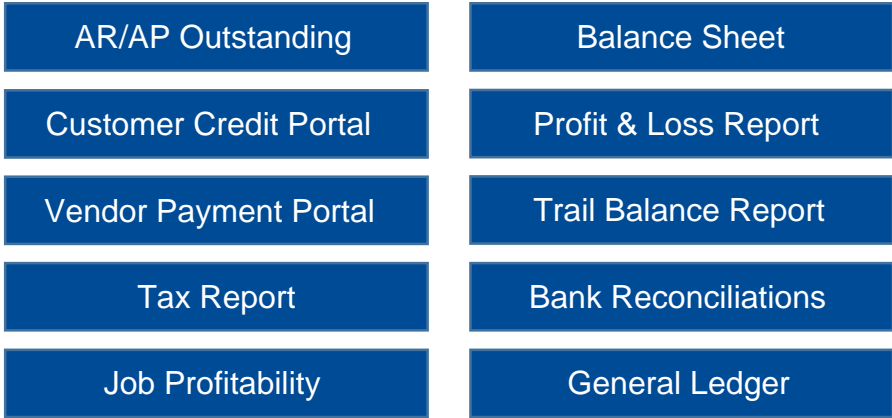 AR/AP Outstanding
Balance Sheet
Customer Credit Portal
Profit & Loss Report
Vendor Payment Portal
Trail Balance Report
Tax Report
Bank Reconciliations
Job Profitability
General Ledger